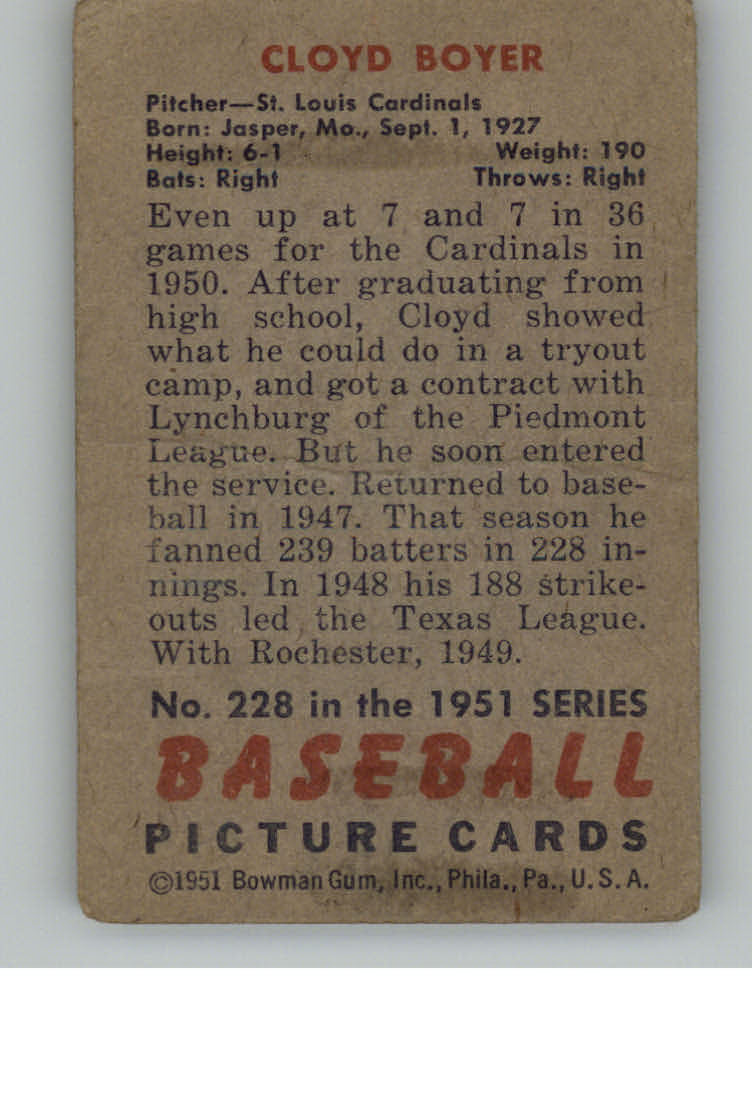 CLOYD BOYER
Pitcher—St. Louis Cardinals
Born: Jasper, Mo., Sept. 1, 1927
Height: 6-1 Weight: 190
Bats: Right Throws: Right
Even up at 7 and 7 in 36
games for the Cardinals in
1950. After graduating from
high school, Cloyd showed
what he could do in a tryout
camp, and got a contract with
Lynchburg of the Piedmont
League. But he soon entered
the service. Returned to base-
ball in 1947. That season he
fanned 239 batters in 228 in-
nings. In 1948 his 188 strike-
outs led the Texas League.
With Rochester, 1949.
No. 228 in the 1951 SERIES
BASEBALL
PICTURE CARDS
©1951 Bowman Gum, Inc., Phila., Pa., U. S. A.